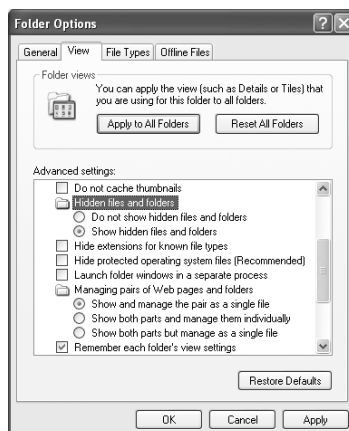 Folder Options
General View File Types Offline Files
Folder views
You can apply the view (such as Details or Tiles) that
you are using for this folder to all folders.
Apply to All Folders Reset All Folders
Advanced settings:
Do not cache thumbnails
Hidden files and folders
Do not show hidden files and folders
Show hidden files and folders
Hide extensions for known file types
Hide protected operating system files (Recommended)
Launch folder windows in a separate process
Managing pairs of Web pages and folders
Show and manage the pair as a single file
Show both parts and manage them individually
Show both parts but manage as a single file
Remember each folder's view settings
Restore Defaults
OK Cancel Apply